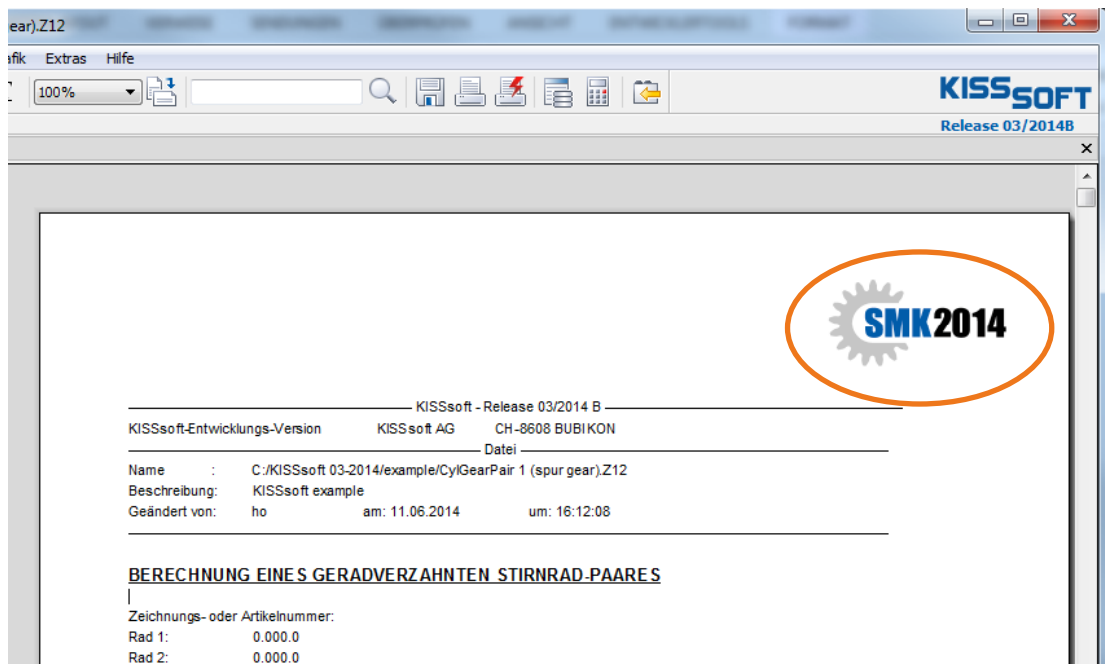 ear).Z12
afik Extras Hilfe
100%
KISSSOFT
Release 03/2014B
SMK2014
KISSsoft - Release 03/2014 B
KISSsoft-Entwicklungs-Version KISSsoft AG CH-8608 BUBIKON
Datei
Name : C:/KISSsoft 03-2014/example/CylGearPair 1 (spur gear).Z12
Beschreibung: KISSsoft example
Geändert von: ho am: 11.06.2014 um: 16:12:08
BERECHNUNG EINES GERADVERZAHNTEN STIRNRAD-PAARES
Zeichnungs- oder Artikelnummer:
Rad 1: 0.000.0
Rad 2: 0.000.0